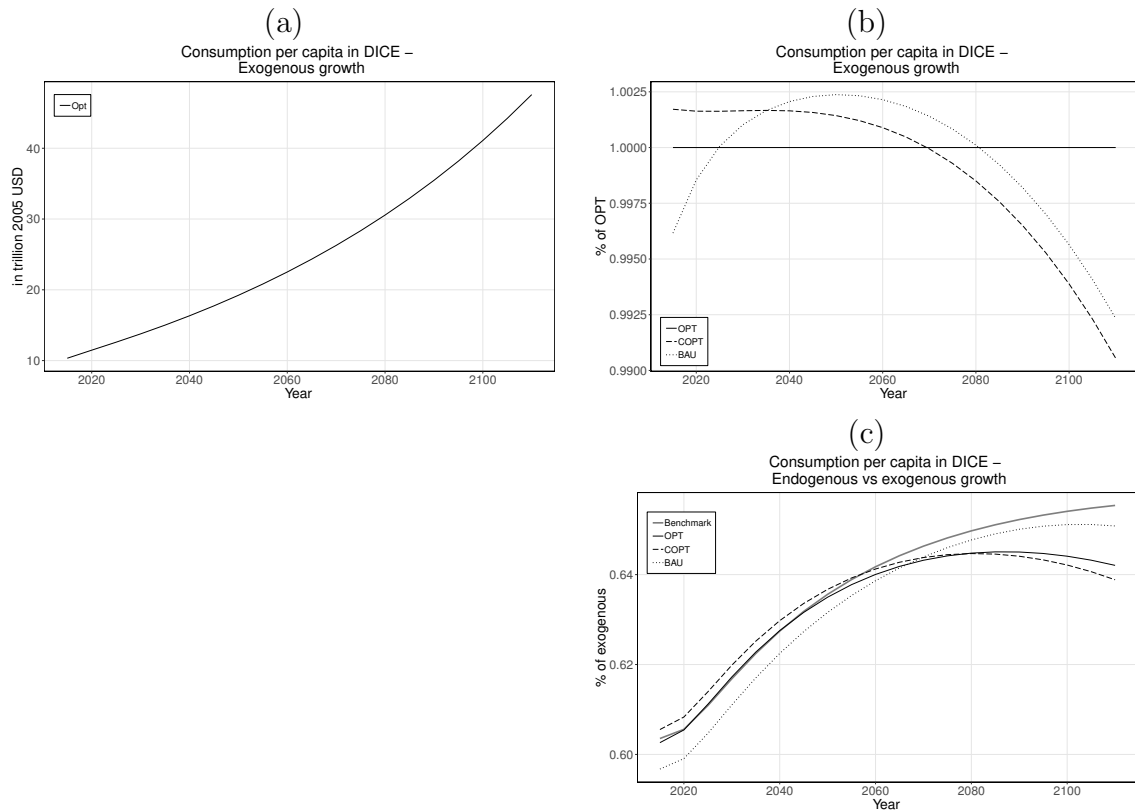 (a)
Consumption per capita in DICE –
Exogenous growth
Opt
40
30
20
10
in trillion 2005 USD
2020 2040 2060 2080 2100
Year
(b)
Consumption per capita in DICE –
Exogenous growth
1.0025
1.0000
0.9975
0.9950
0.9925
0.9900
% of OPT
OPT
COPT
BAU
2020 2040 2060 2080 2100
Year
(c)
Consumption per capita in DICE –
Endogenous vs exogenous growth
Benchmark
OPT
COPT
BAU
0.64
0.62
0.60
% of exogenous
2020 2040 2060 2080 2100
Year